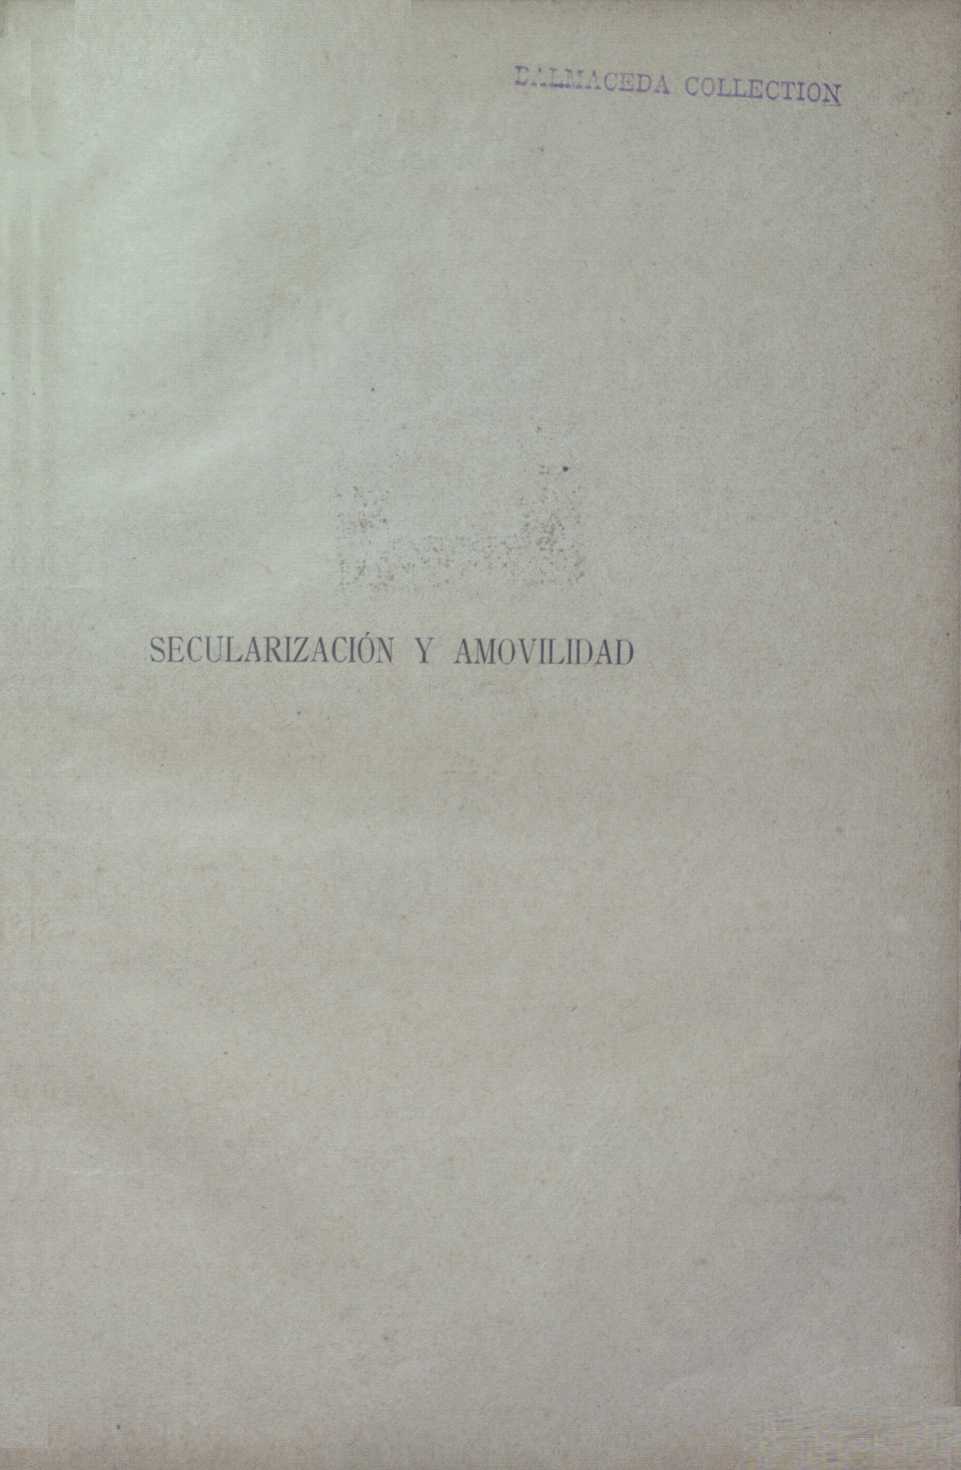 BALMACEDA COLLECTION
SECULARIZACIÓN Y AMOVILIDAD